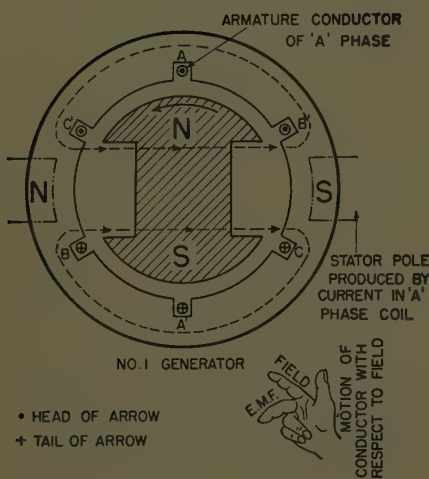 ARMATURE CONDUCTOR
OF 'A' PHASE
A
C'
B'
N
N
S
S
B
C
A'
STATOR POLE
PRODUCED BY
CURRENT IN 'A'
PHASE COIL
NO. 1 GENERATOR
FIELD
E.M.F.
MOTION OF
CONDUCTOR WITH
RESPECT TO FIELD
• HEAD OF ARROW
+ TAIL OF ARROW